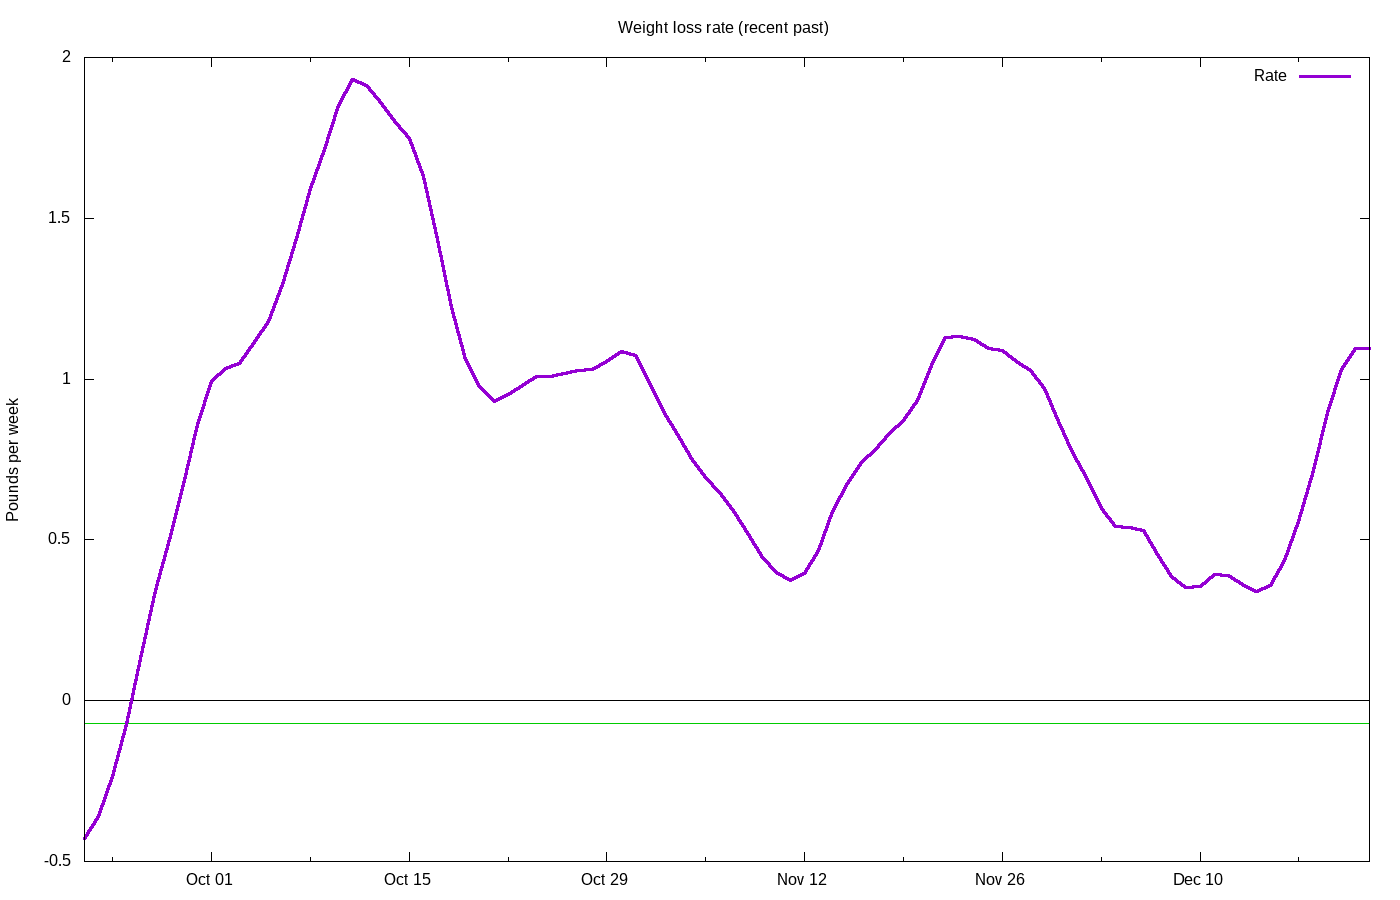 Weight loss rate (recent past)
Rate
2
1.5
1
0.5
0
-0.5
Pounds per week
Oct 01
Oct 15
Oct 29
Nov 12
Nov 26
Dec 10